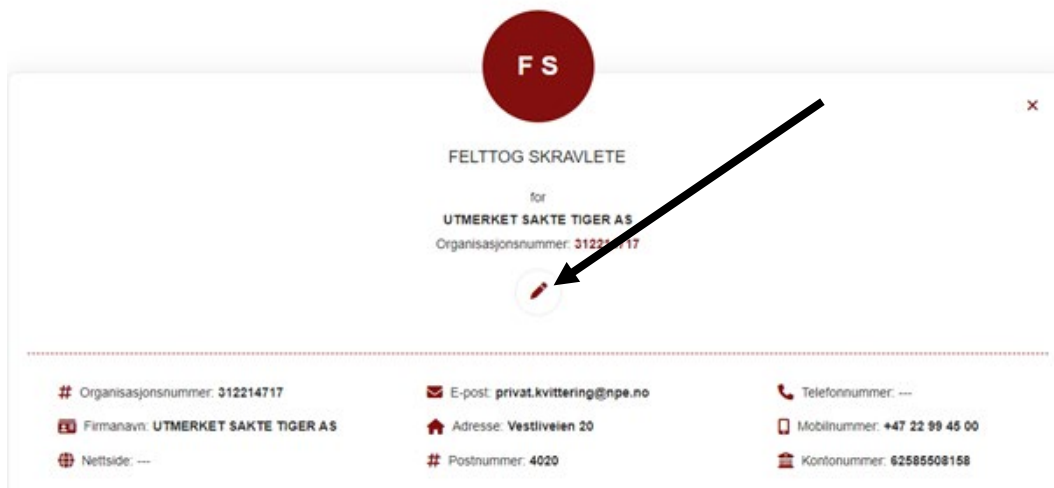 F S
FELTTOG SKRAVLETE
for
UTMERKET SAKTE TIGER AS
Organisasjonsnummer: 312214717
# Organisasjonsnummer: 312214717
E-post: privat.kvittering@npe.no
Telefonnummer: ---
Firmanavn: UTMERKET SAKTE TIGER AS
Adresse: Vestliveien 20
Mobilnummer: +47 22 99 45 00
Nettside: ---
# Postnummer: 4020
Kontonummer: 62585508158